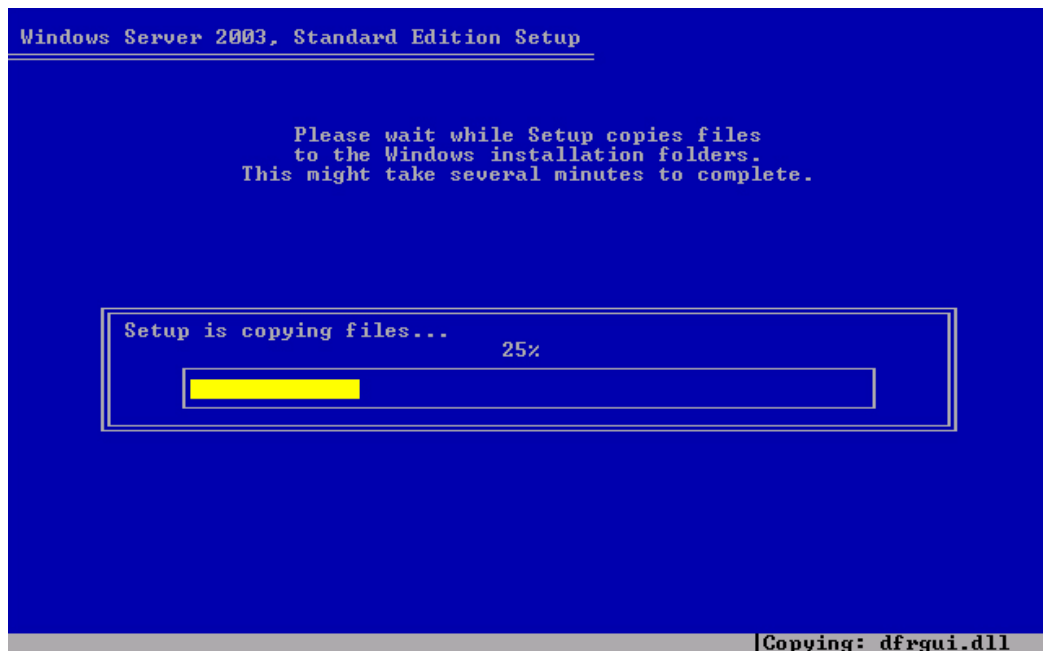 Windows Server 2003, Standard Edition Setup
Please wait while Setup copies files
to the Windows installation folders.
This might take several minutes to complete.
Setup is copying files...
25%
Copying: dfrgui.dll